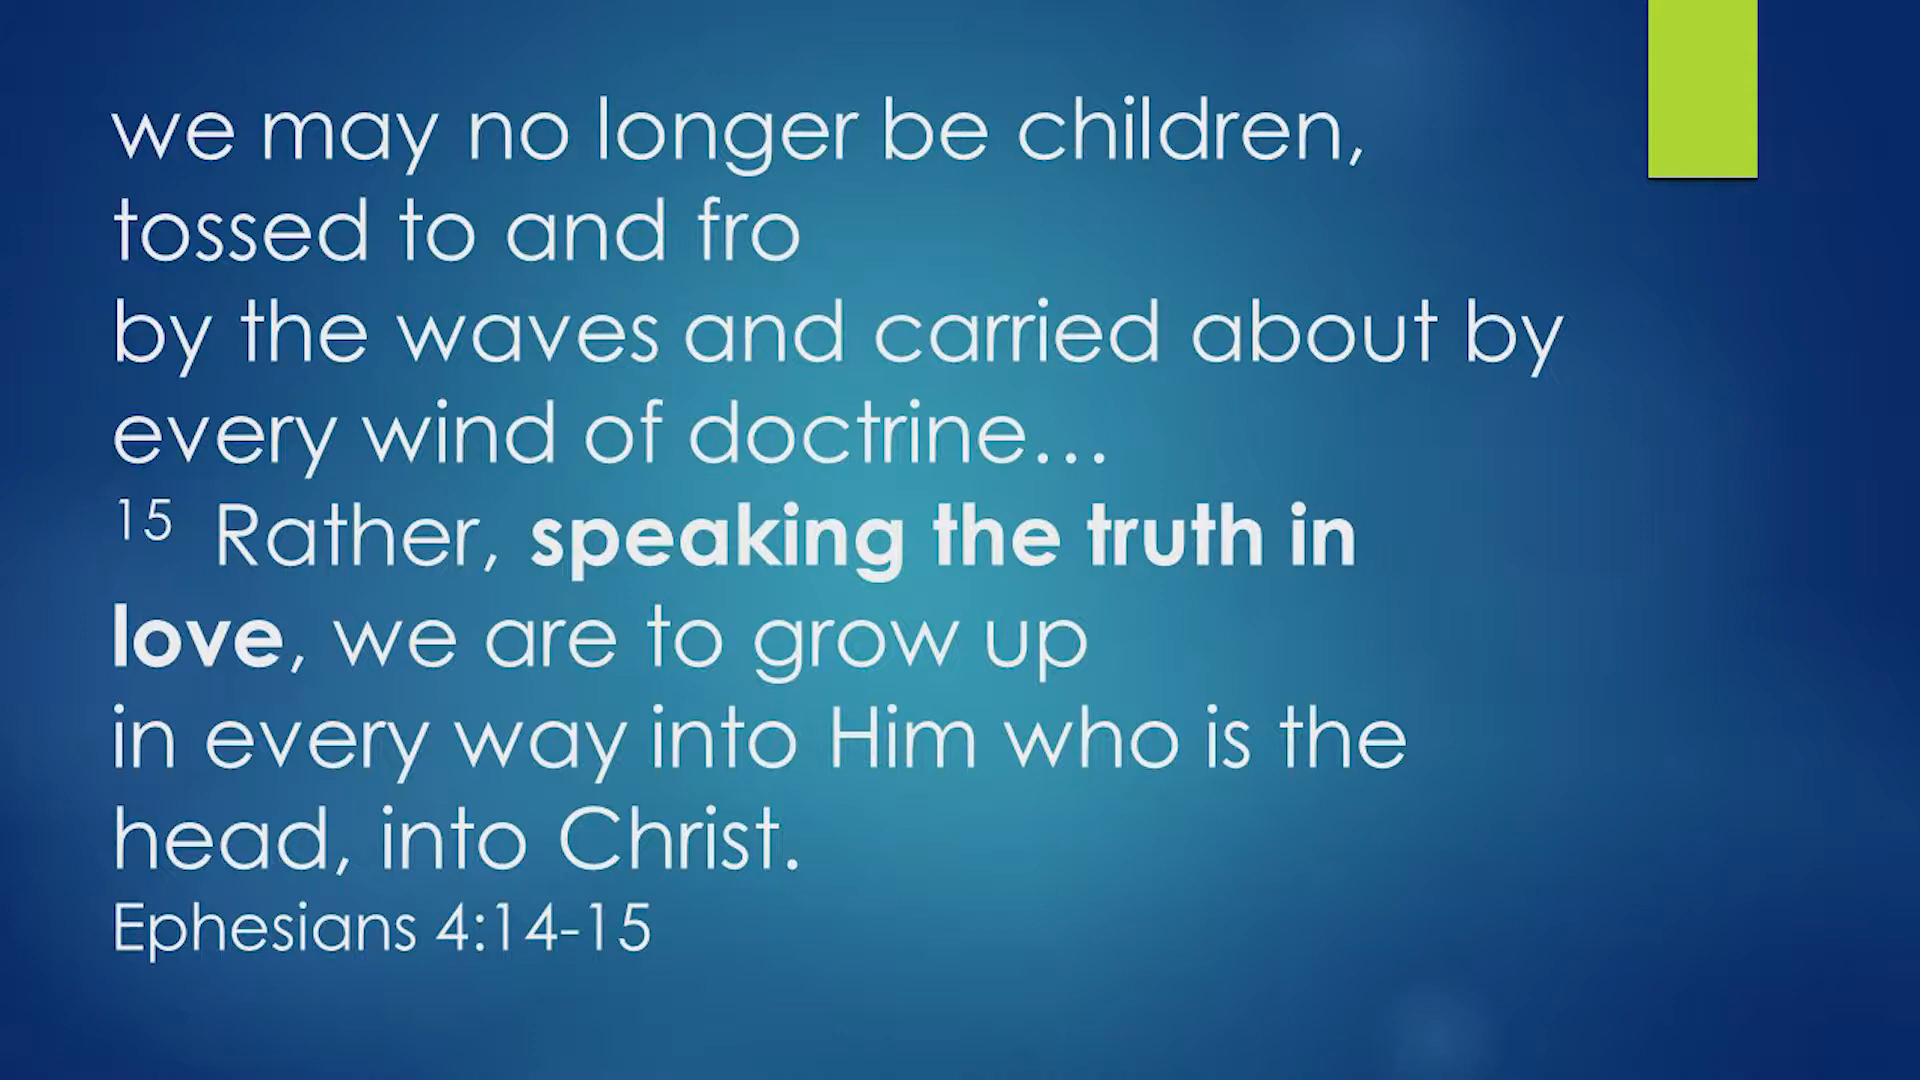 we may no longer be children,
tossed to and fro
by the waves and carried about by
every wind of doctrine…
15 Rather, speaking the truth in
love, we are to grow up
in every way into Him who is the
head, into Christ.
Ephesians 4:14-15